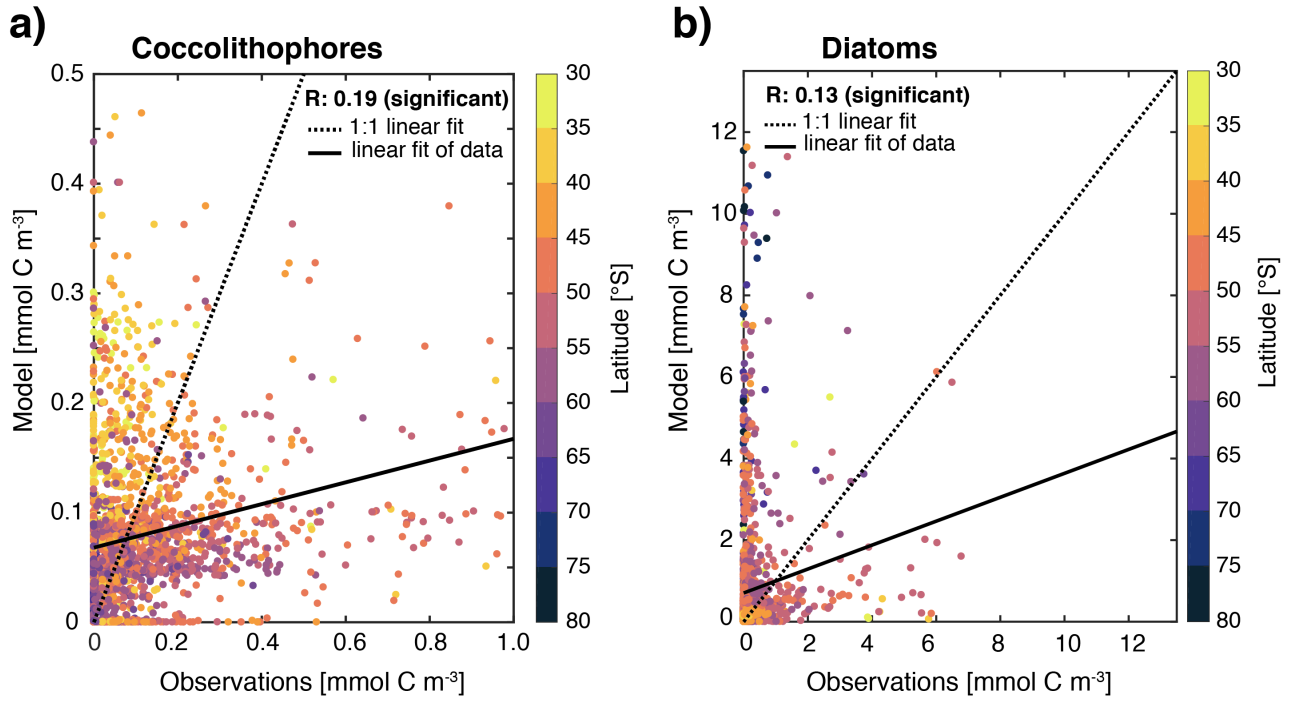 a)
Coccolithophores
R: 0.19 (significant)
1:1 linear fit
linear fit of data
0.5
0.4
0.3
0.2
0.1
0
Model [mmol C m-3]
0 0.2 0.4 0.6 0.8 1.0
Observations [mmol C m-3]
30
35
40
45
50
55
60
65
70
75
80
Latitude [°S]
b)
Diatoms
R: 0.13 (significant)
1:1 linear fit
linear fit of data
12
10
8
6
4
2
0
Model [mmol C m-3]
0 2 4 6 8 10 12
Observations [mmol C m-3]
30
35
40
45
50
55
60
65
70
75
80
Latitude [°S]